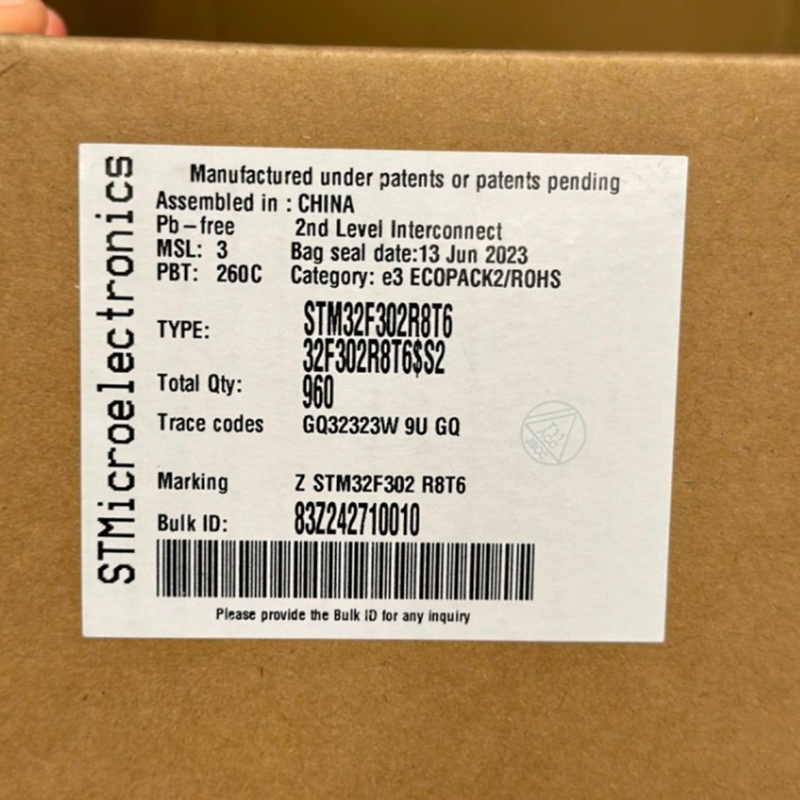 STMicroelectronics
Manufactured under patents or patents pending
Assembled in : CHINA
Pb-free 2nd Level Interconnect
MSL: 3 Bag seal date:13 Jun 2023
PBT: 260C Category: e3 ECOPACK2/ROHS
TYPE: STM32F302R8T6
32F302R8T6$S2
Total Qty: 960
Trace codes GQ32323W 9U GQ
Marking Z STM32F302 R8T6
Bulk ID: 83Z242710010
Please provide the Bulk ID for any inquiry